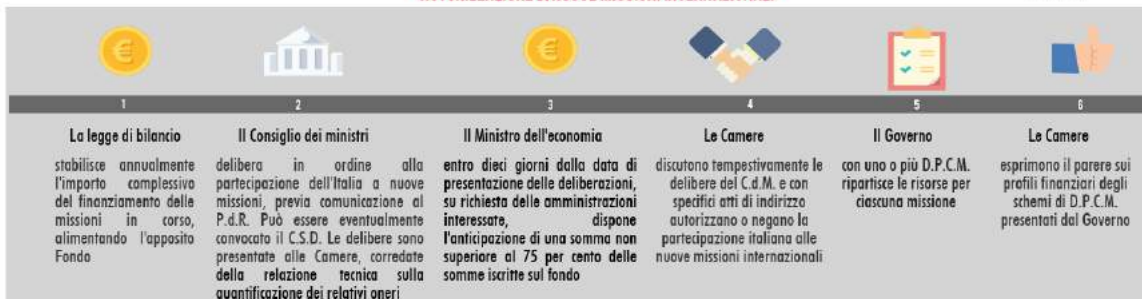 1
La legge di bilancio
stabilisce annualmente
l'importo complessivo
del finanziamento delle
missioni in corso,
alimentando l'apposito
Fondo
2
Il Consiglio dei ministri
delibera in ordine alla
partecipazione dell'Italia a nuove
missioni, previa comunicazione al
P.d.R. Può essere eventualmente
convocato il C.S.D. Le delibere sono
presentate alle Camere, corredate
della relazione tecnica sulla
quantificazione dei relativi oneri
3
Il Ministro dell'economia
entro dieci giorni dalla data di
presentazione delle deliberazioni,
su richiesta delle amministrazioni
interessate, dispone
l'anticipazione di una somma non
superiore al 75 per cento delle
somme iscritte sul fondo
4
Le Camere
discutono tempestivamente le
delibere del C.d.M. e con
specifici atti di indirizzo
autorizzano o negano la
partecipazione italiana alle
nuove missioni internazionali
5
Il Governo
con uno o più D.P.C.M.
ripartisce le risorse per
ciascuna missione
6
Le Camere
esprimono il parere sui
profili finanziari degli
schemi di D.P.C.M.
presentati dal Governo